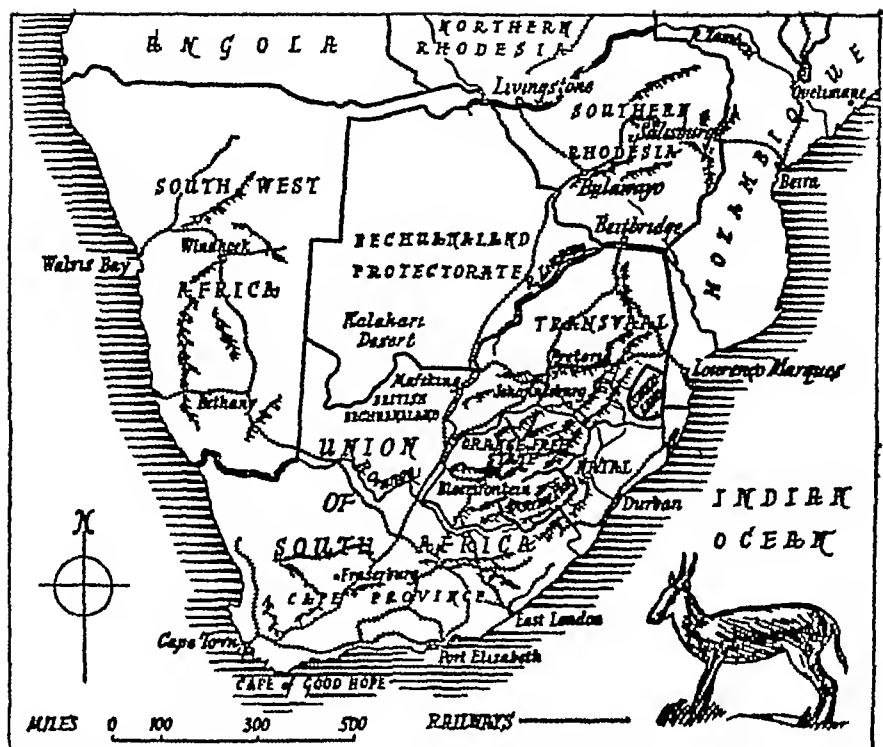 ANGOLA
NORTHERN
RHODESIA
Livingstone
SOUTHERN
RHODESIA
Salisbury
Quelimane
Beira
MOZAMBIQUE
Bulawayo
Beitbridge
SOUTH WEST
AFRICA
Windhoek
Walvis Bay
BECHUANALAND
PROTECTORATE
Kalahari
Desert
TRANSVAAL
Pretoria
Johannesburg
Lourenco Marques
Mafeking
BRITISH
BECHUANALAND
Bethany
UNION
OF
SOUTH AFRICA
R. Orange
ORANGE FREE
STATE
Bloemfontein
NATAL
Durban
INDIAN
OCEAN
N
Fraserburg
CAPE PROVINCE
East London
Cape Town
Port Elisabeth
CAPE of GOOD HOPE
MILES 0 100 300 500
RAILWAYS